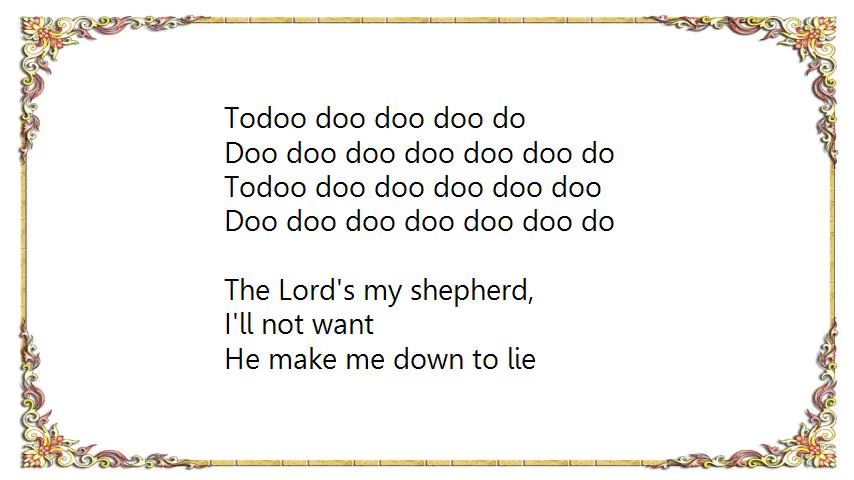 Todoo doo doo doo do
Doo doo doo doo doo doo do
Todoo doo doo doo doo doo
Doo doo doo doo doo doo do
The Lord's my shepherd,
I'll not want
He make me down to lie